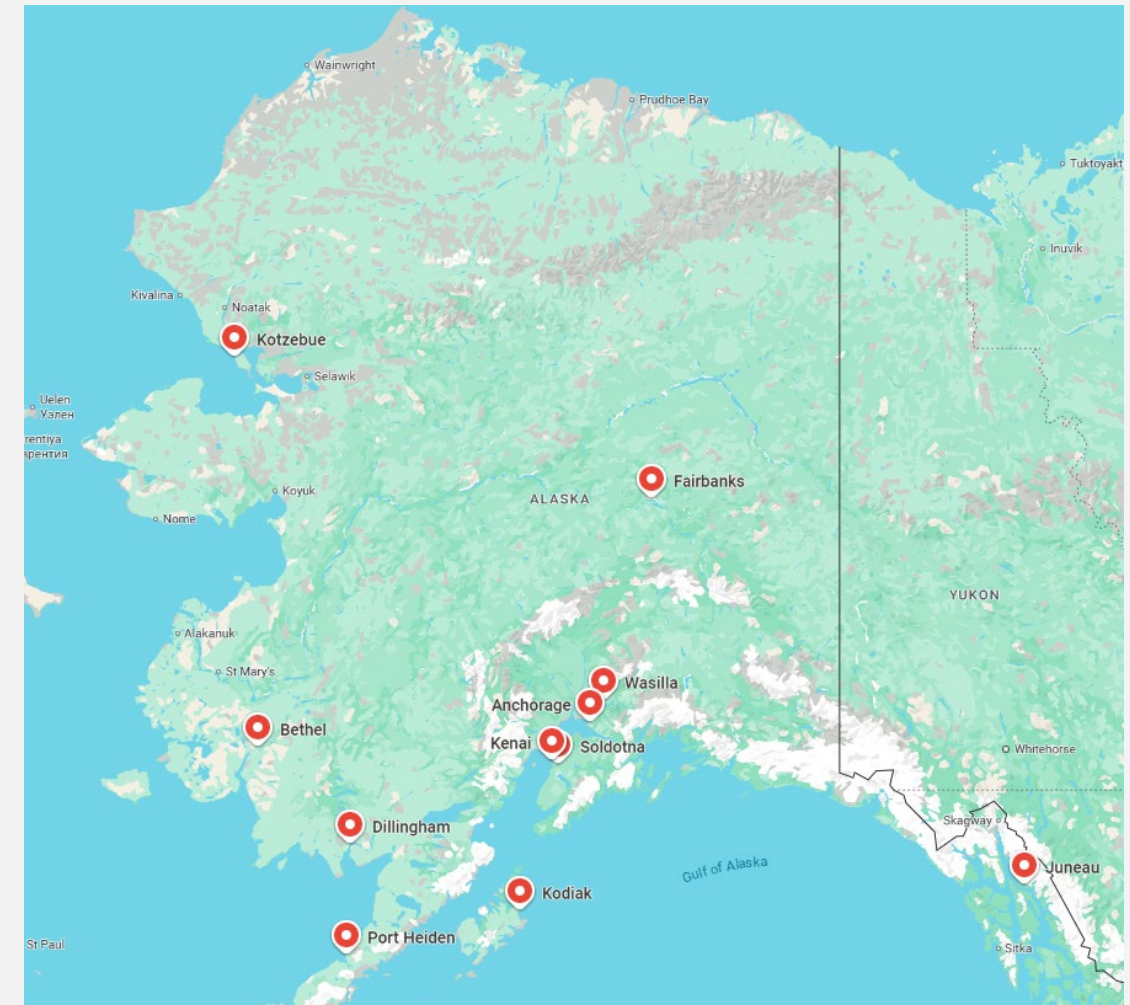 Wainwright
Prudhoe Bay
Tuktoyakt
Inuvik
Kivalina
Noatak
Kotzebue
Selawik
Uelen
Уэлен
rentiya
врентия
Koyuk
Fairbanks
ALASKA
Nome
YUKON
Alakanuk
St Mary's
Wasilla
Anchorage
Bethel
Kenai
Soldotna
Whitehorse
Skagway
Dillingham
Gulf of Alaska
Juneau
Kodiak
Port Heiden
St Paul
Sitka